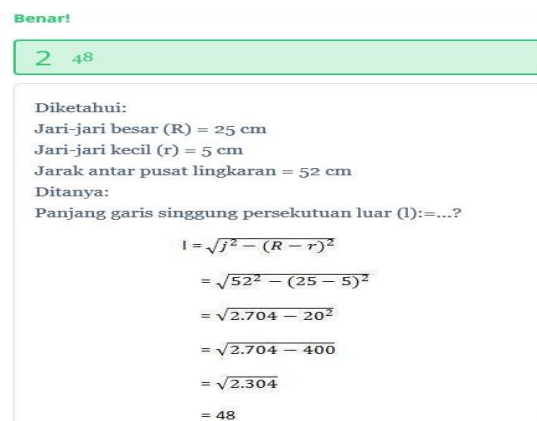 Benar!
2 48
Diketahui:
Jari-jari besar (R) = 25 cm
Jari-jari kecil (r) = 5 cm
Jarak antar pusat lingkaran = 52 cm
Ditanya:
Panjang garis singgung persekutuan luar (l):=...?
l = √j² − (R − r)²
= √52² − (25 − 5)²
= √2.704 − 20²
= √2.704 − 400
= √2.304
= 48